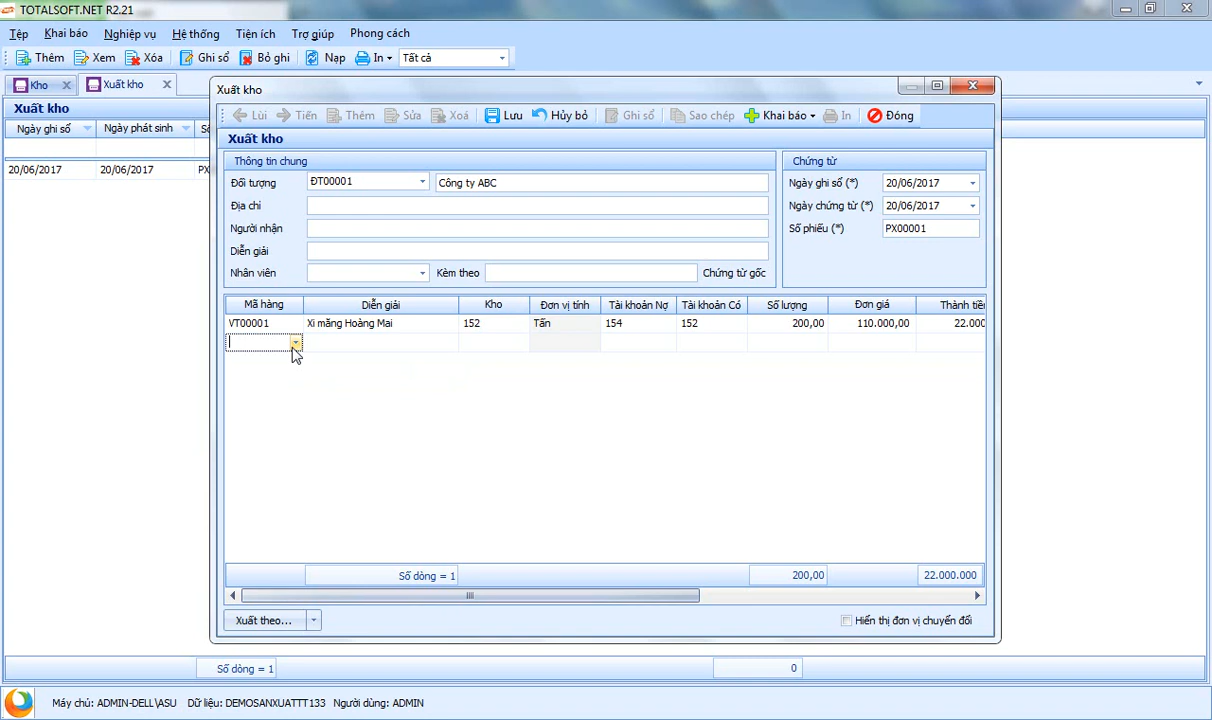 TOTALSOFT.NET R2.21
Tệp Khai báo Nghiệp vụ Hệ thống Tiện ích Trợ giúp Phong cách
Thêm Xem Xóa Ghi sổ Bỏ ghi Nạp In Tất cả
Kho Xuất kho
Xuất kho
Ngày ghi sổ Ngày phát sinh
20/06/2017 20/06/2017 PX
Xuất kho
Lùi Tiến Thêm Sửa Xoá Lưu Hủy bỏ Ghi sổ Sao chép Khai báo In Đóng
Xuất kho
Thông tin chung
Đối tượng ĐT00001 Công ty ABC
Địa chỉ
Người nhận
Diễn giải
Nhân viên Kèm theo Chứng từ gốc
Chứng từ
Ngày ghi sổ (*) 20/06/2017
Ngày chứng từ (*) 20/06/2017
Số phiếu (*) PX00001
Mã hàng Diễn giải Kho Đơn vị tính Tài khoản Nợ Tài khoản Có Số lượng Đơn giá Thành tiền
VT00001 Xi măng Hoàng Mai 152 Tấn 154 152 200,00 110.000,00 22.000
Số dòng = 1 200,00 22.000.000
Xuất theo... Hiển thị đơn vị chuyển đổi
Số dòng = 1 0
Máy chủ: ADMIN-DELL\ASU Dữ liệu: DEMOSANXUATTT133 Người dùng: ADMIN